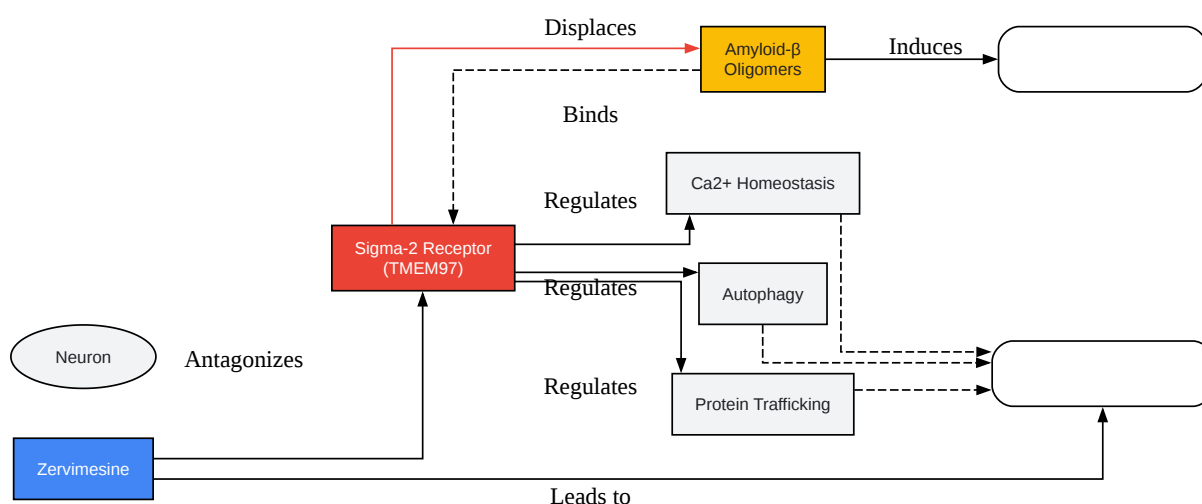 Displaces
Amyloid-β
Oligomers
Induces
Binds
Ca2+ Homeostasis
Regulates
Sigma-2 Receptor
(TMEM97)
Regulates
Autophagy
Neuron
Antagonizes
Regulates
Protein Trafficking
Zervimesine
Leads to